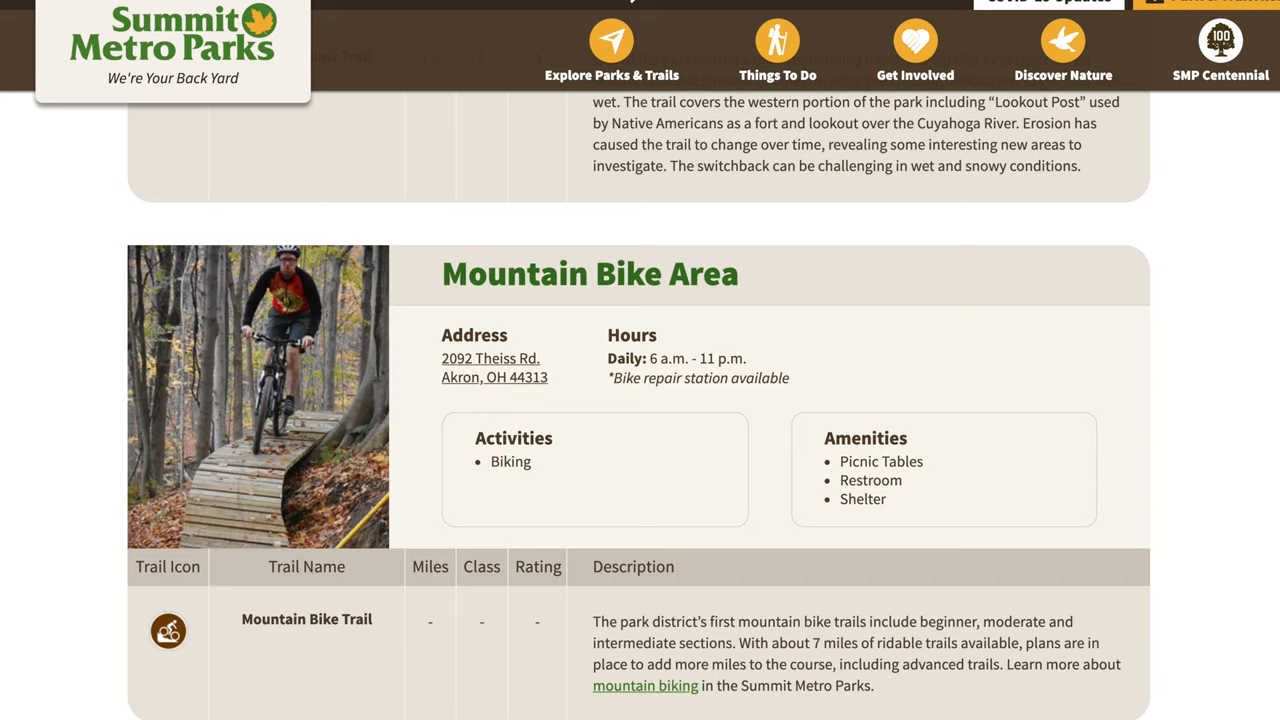 Summit
Metro Parks
We're Your Back Yard
Explore Parks & Trails
Things To Do
Get Involved
Discover Nature
100
SMP Centennial
wet. The trail covers the western portion of the park including “Lookout Post” used
by Native Americans as a fort and lookout over the Cuyahoga River. Erosion has
caused the trail to change over time, revealing some interesting new areas to
investigate. The switchback can be challenging in wet and snowy conditions.
Mountain Bike Area
Address
2092 Theiss Rd.
Akron, OH 44313
Hours
Daily: 6 a.m. - 11 p.m.
*Bike repair station available
Activities
• Biking
Amenities
• Picnic Tables
• Restroom
• Shelter
Trail Icon Trail Name Miles Class Rating Description
Mountain Bike Trail - - -
The park district’s first mountain bike trails include beginner, moderate and
intermediate sections. With about 7 miles of ridable trails available, plans are in
place to add more miles to the course, including advanced trails. Learn more about
mountain biking in the Summit Metro Parks.